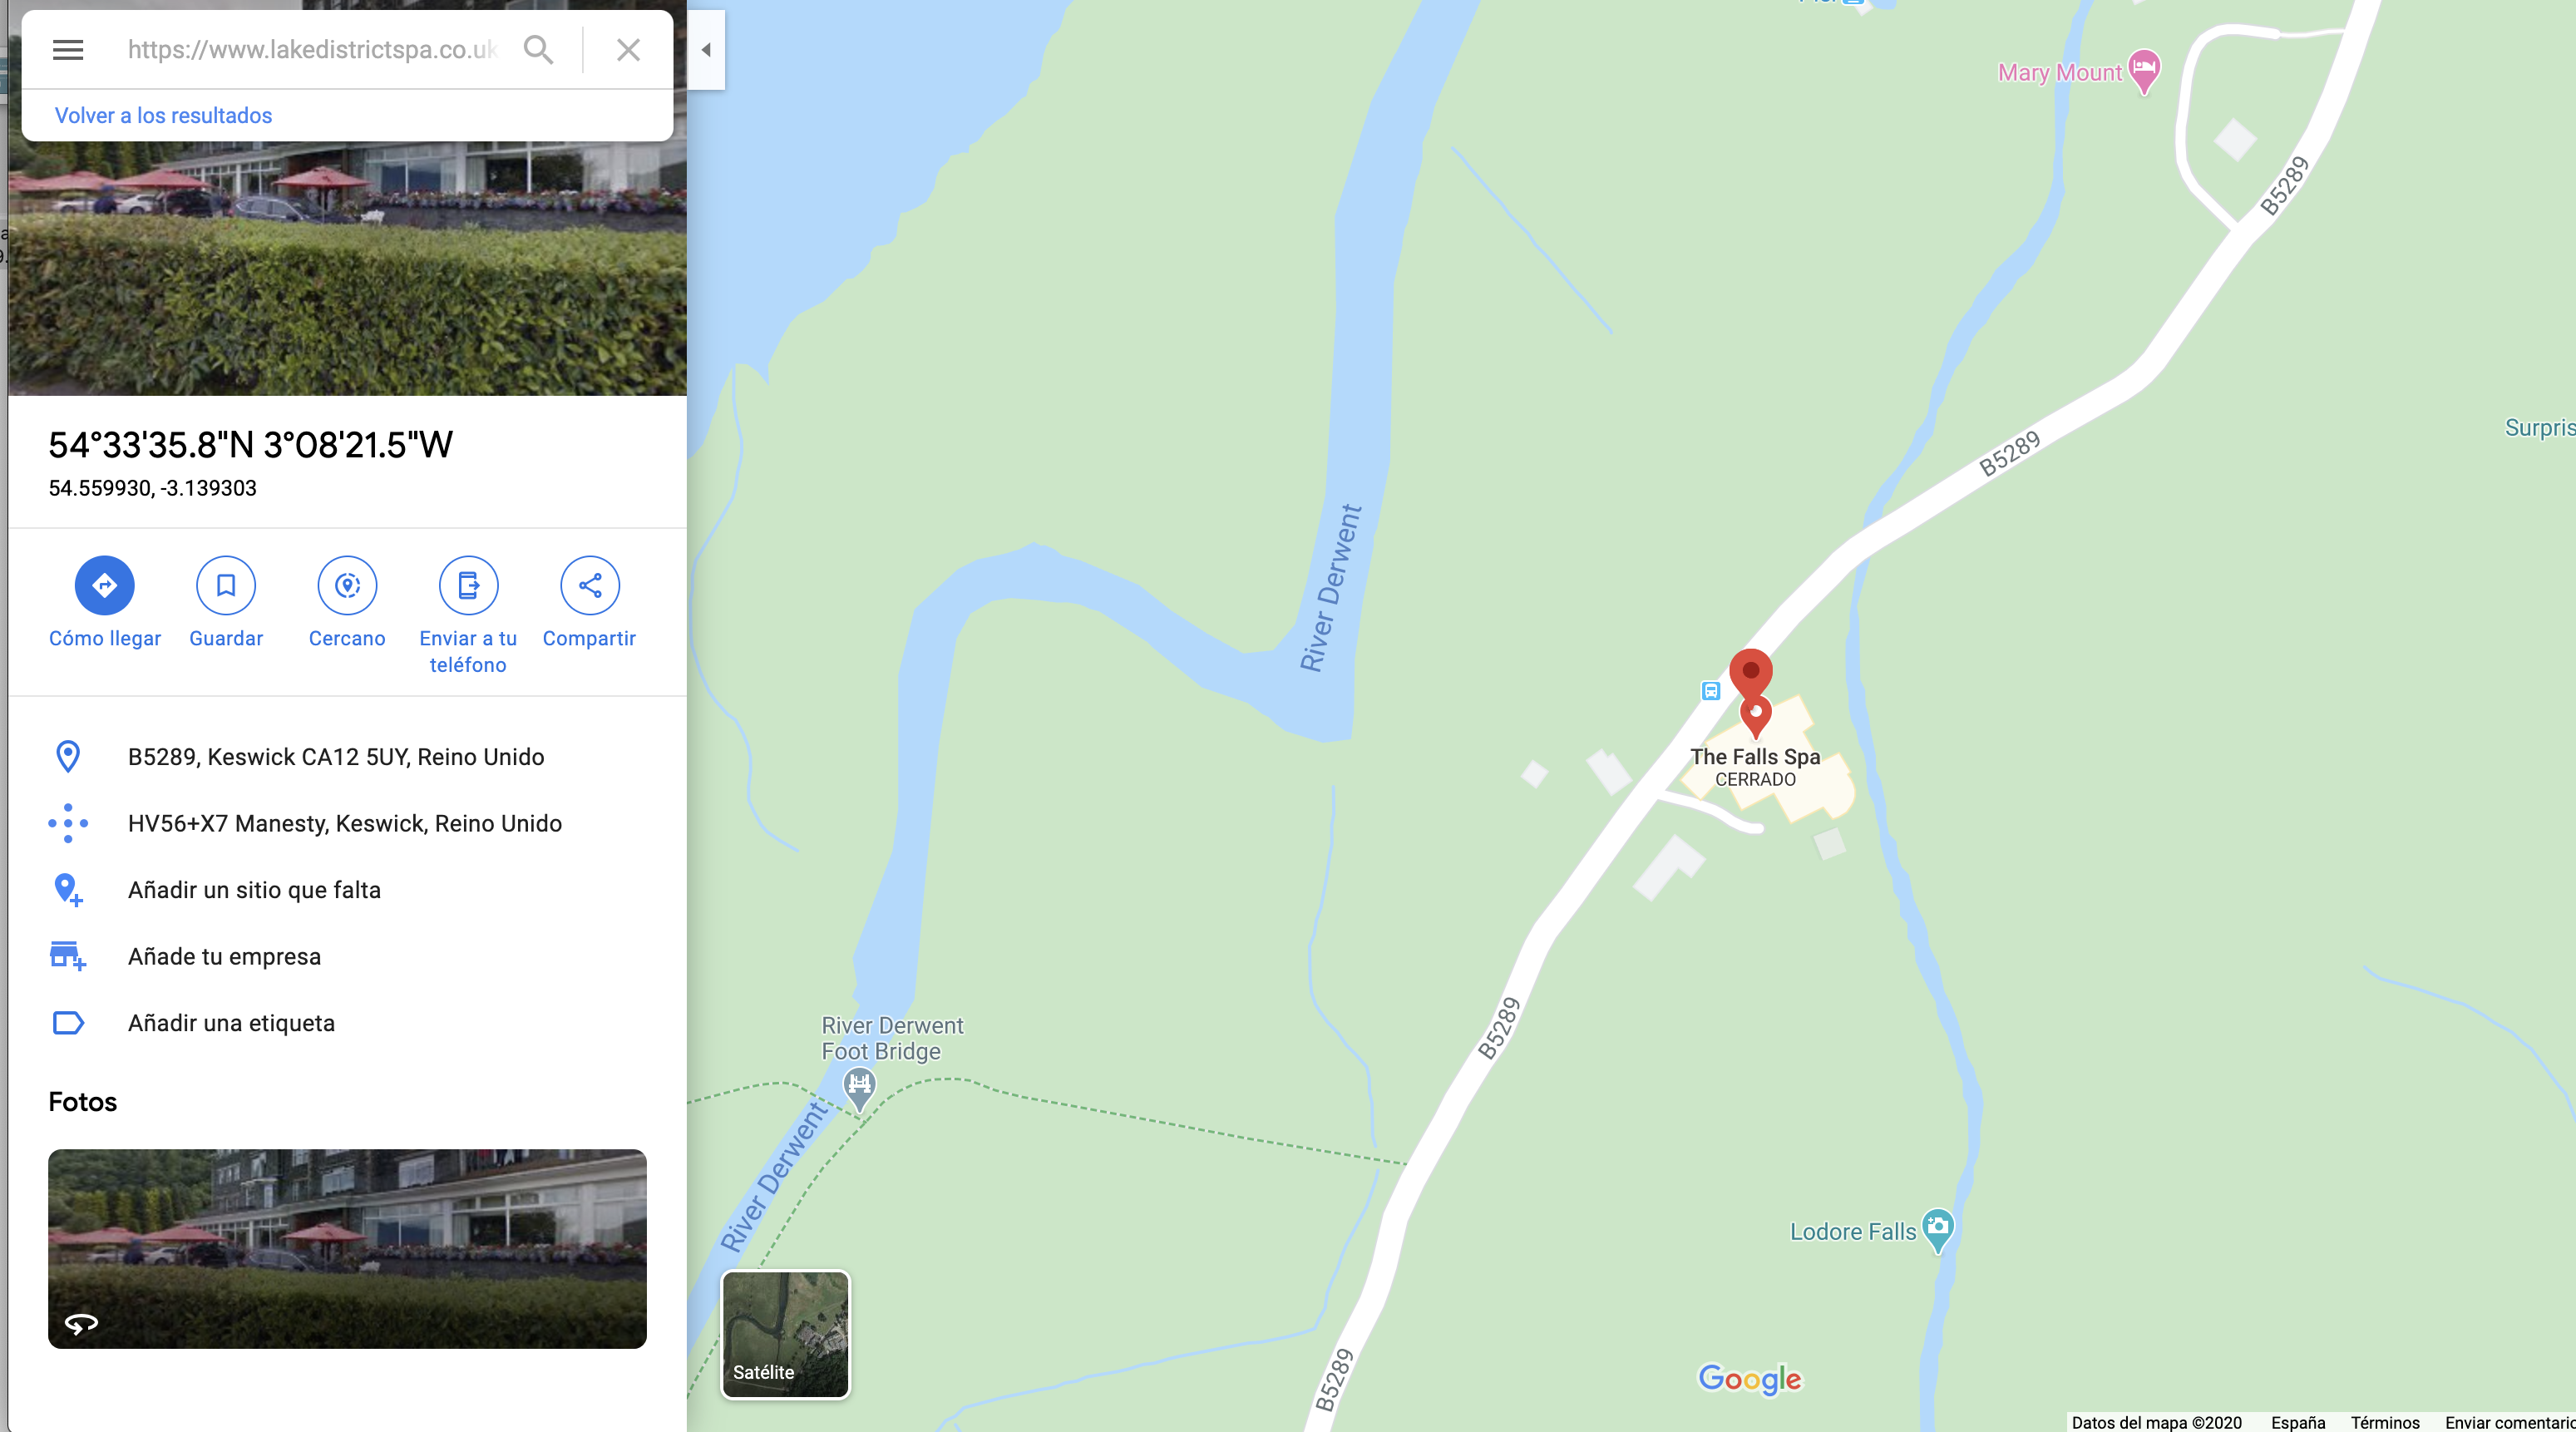 https://www.lakedistrictspa.co.uk
Volver a los resultados
54°33'35.8"N 3°08'21.5"W
54.559930, -3.139303
Cómo llegar
Guardar
Cercano
Enviar a tu
teléfono
Compartir
B5289, Keswick CA12 5UY, Reino Unido
HV56+X7 Manesty, Keswick, Reino Unido
Añadir un sitio que falta
Añade tu empresa
Añadir una etiqueta
Fotos
Satélite
Mary Mount
B5289
Surpris
B5289
River Derwent
The Falls Spa
CERRADO
B5289
River Derwent
Foot Bridge
River Derwent
Lodore Falls
B5289
Google
Datos del mapa ©2020 España Términos Enviar comentario